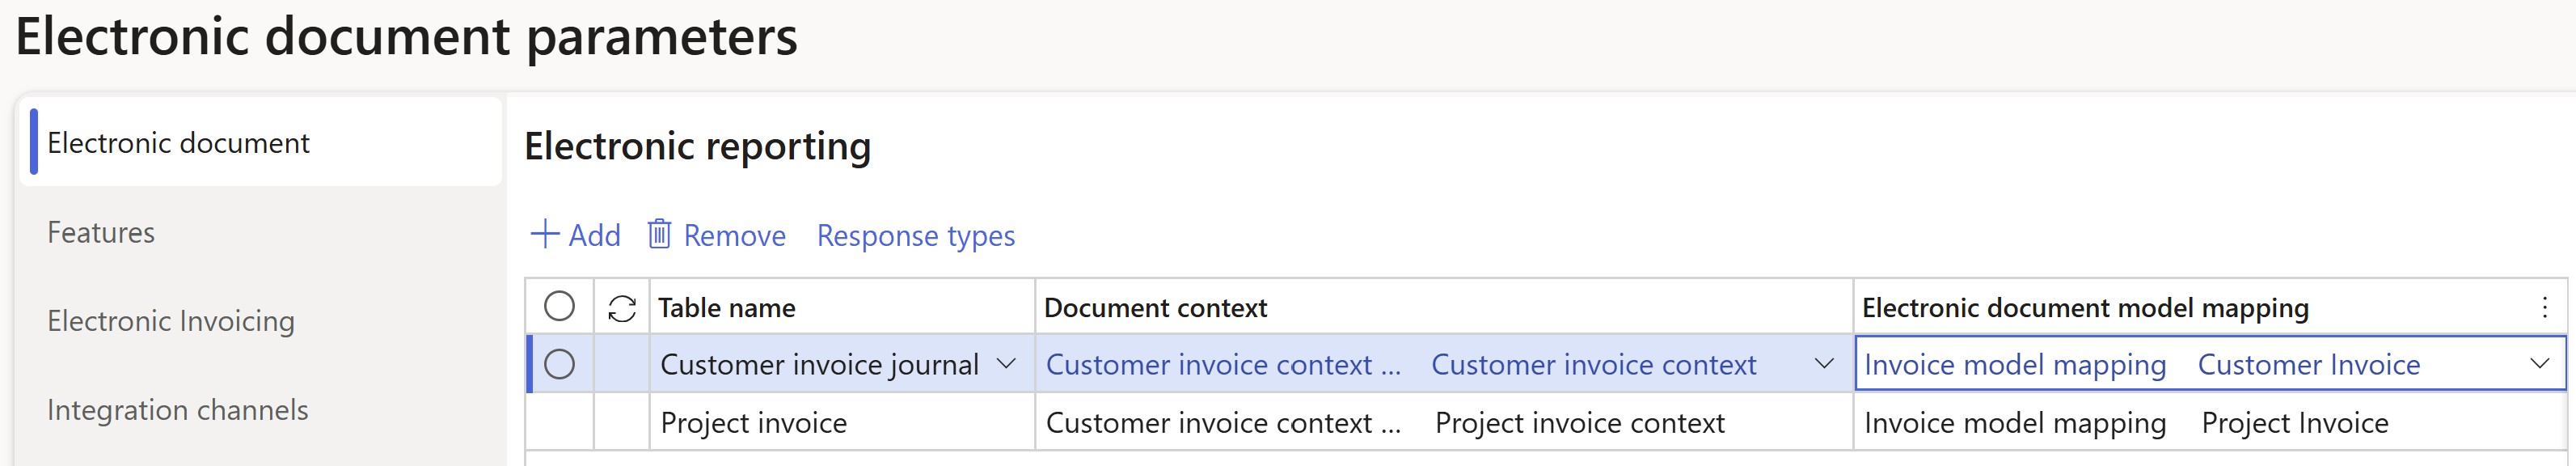 Electronic document parameters
Electronic document
Features
Electronic Invoicing
Integration channels
Electronic reporting
Add Remove Response types
Table name Document context Electronic document model mapping
Customer invoice journal Customer invoice context ... Customer invoice context Invoice model mapping Customer Invoice
Project invoice Customer invoice context ... Project invoice context Invoice model mapping Project Invoice